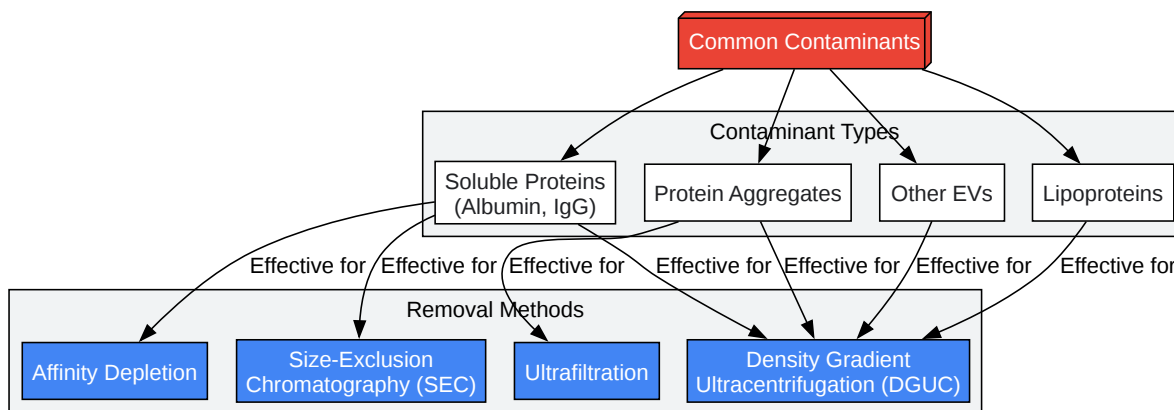 Common Contaminants
Contaminant Types
Soluble Proteins
(Albumin, IgG)
Protein Aggregates
Other EVs
Lipoproteins
Effective for
Effective for
Effective for
Effective for
Effective for
Effective for
Effective for
Removal Methods
Affinity Depletion
Size-Exclusion
Chromatography (SEC)
Ultrafiltration
Density Gradient
Ultracentrifugation (DGUC)